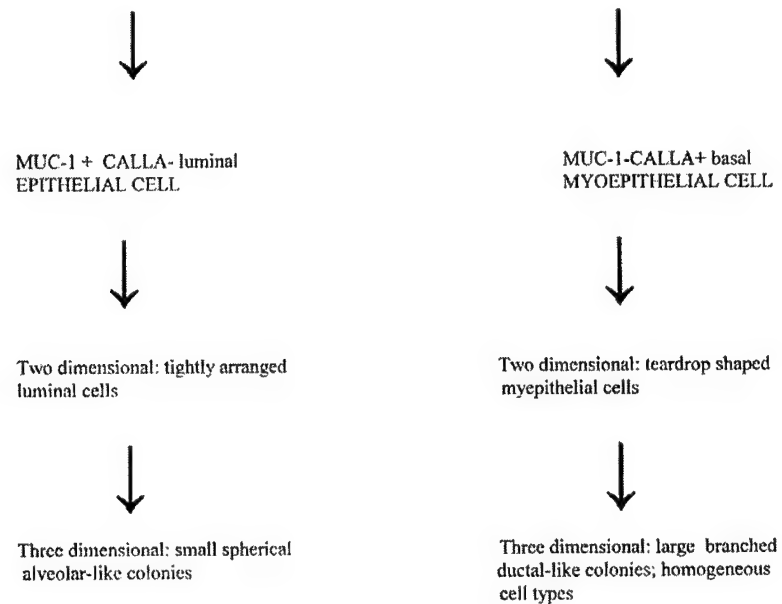 MUC-1 + CALLA- luminal
EPITHELIAL CELL
MUC-1-CALLA+ basal
MYOEPITHELIAL CELL
Two dimensional: tightly arranged
luminal cells
Two dimensional: teardrop shaped
myepithelial cells
Three dimensional: small spherical
alveolar-like colonies
Three dimensional: large branched
ductal-like colonies; homogeneous
cell types